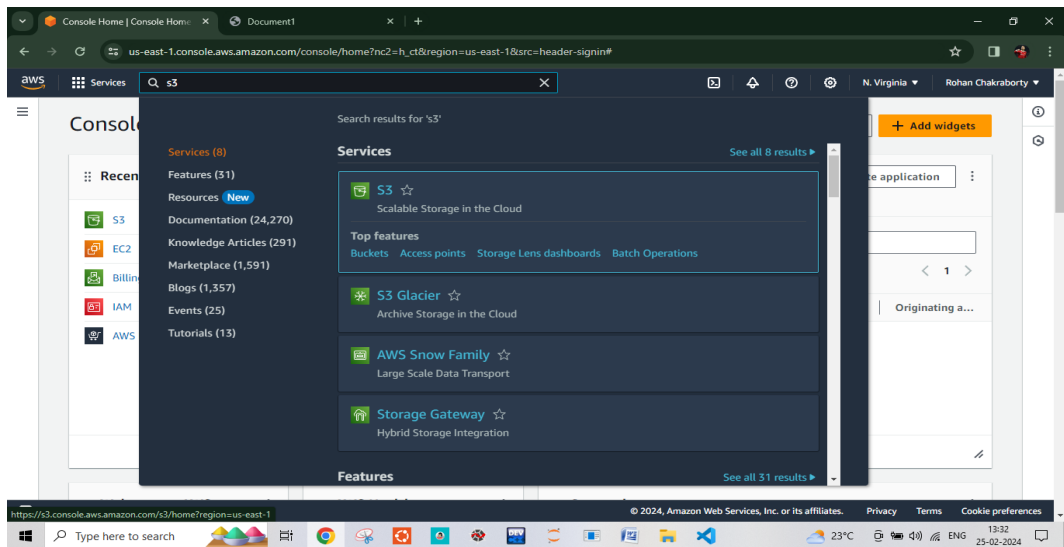 Console Home | Console Home
Document1
us-east-1.console.aws.amazon.com/console/home?nc2=h_ct&region=us-east-1&src=header-signin#
aws
Services
s3
N. Virginia
Rohan Chakraborty
Consol
Add widgets
Recen
te application
S3
EC2
Billin
IAM
AWS
1
Originating a...
Search results for 's3'
Services (8)
Features (31)
Resources New
Documentation (24,270)
Knowledge Articles (291)
Marketplace (1,591)
Blogs (1,357)
Events (25)
Tutorials (13)
Services
See all 8 results
S3
Scalable Storage in the Cloud
Top features
Buckets Access points Storage Lens dashboards Batch Operations
S3 Glacier
Archive Storage in the Cloud
AWS Snow Family
Large Scale Data Transport
Storage Gateway
Hybrid Storage Integration
Features
See all 31 results
https://s3.console.aws.amazon.com/s3/home?region=us-east-1
© 2024, Amazon Web Services, Inc. or its affiliates. Privacy Terms Cookie preferences
Type here to search
DEV
23°C
ENG
13:32
25-02-2024